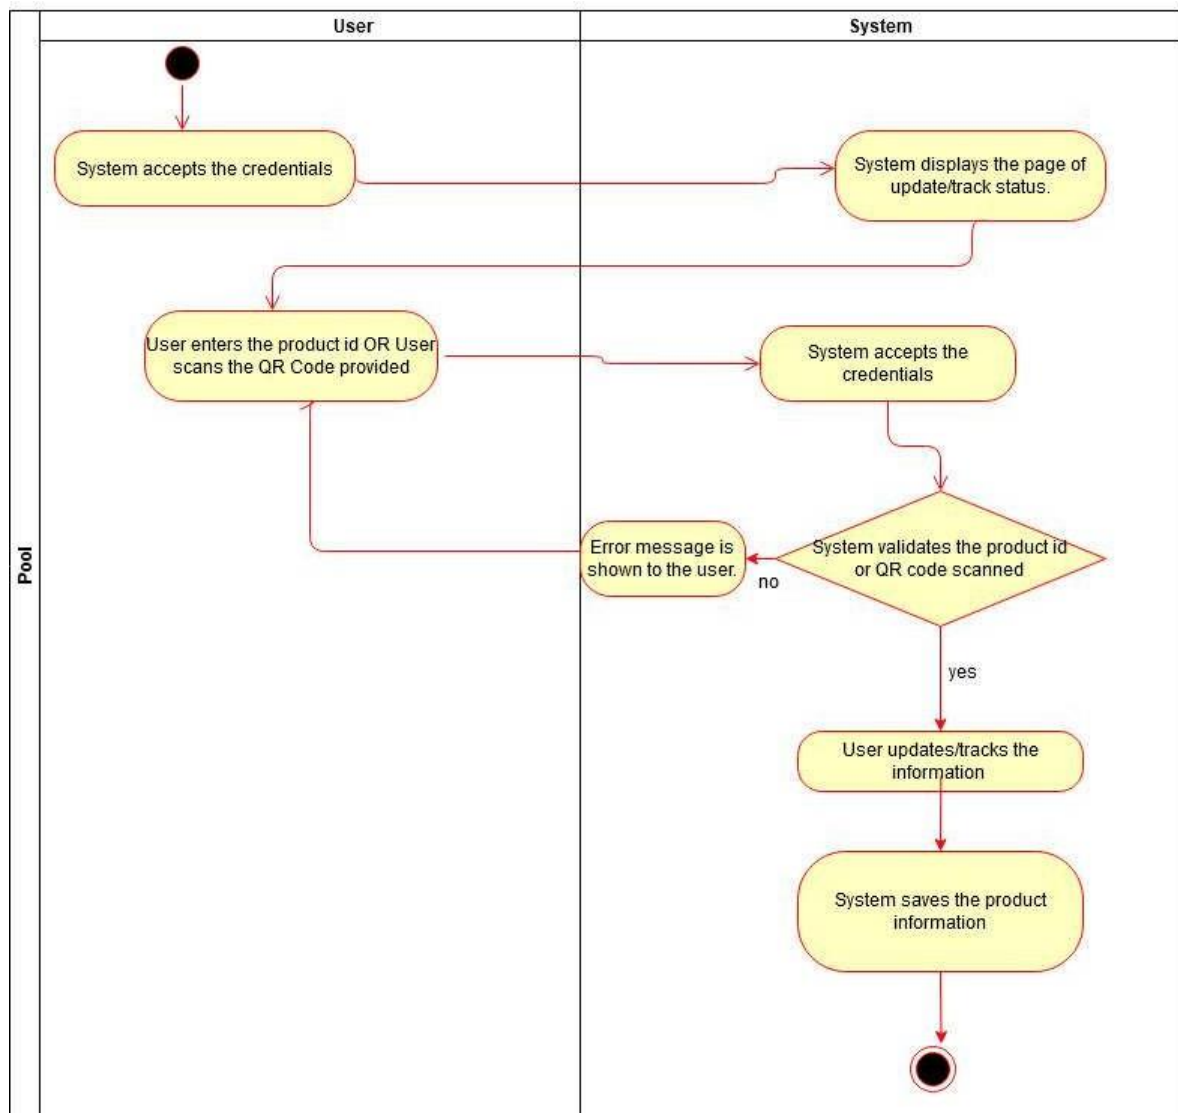 User
System
System accepts the credentials
System displays the page of
update/track status.
User enters the product id OR User
scans the QR Code provided
System accepts the
credentials
Pool
Error message is
shown to the user.
no
System validates the product id
or QR code scanned
yes
User updates/tracks the
information
System saves the product
information